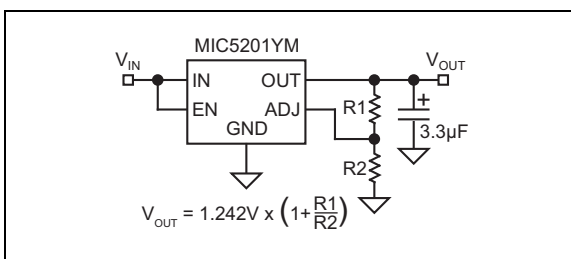 MIC5201YM
V_IN
V_OUT
IN
OUT
EN
ADJ
GND
R1
+
3.3µF
R2
V_OUT = 1.242V x (1+R1/R2)